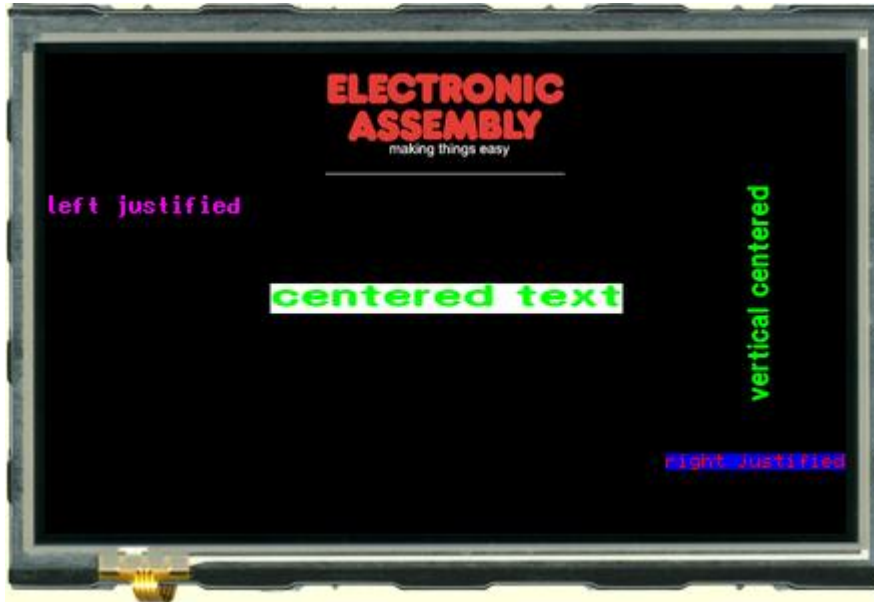 ELECTRONIC
ASSEMBLY
making things easy
left justified
centered text
vertical centered
right justified